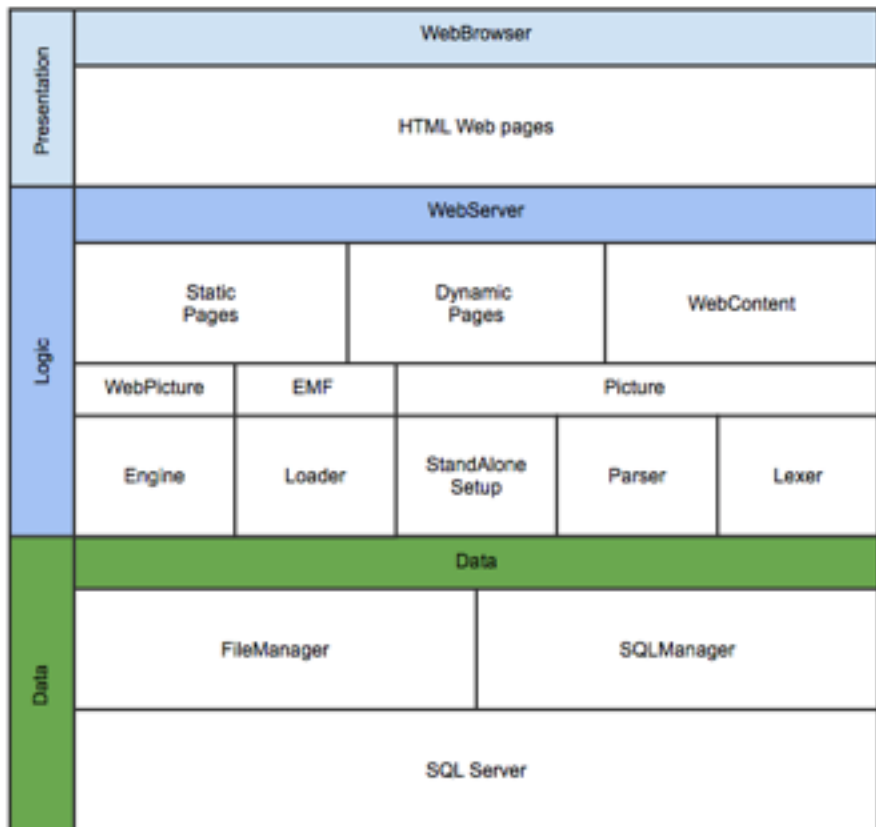 Presentation
WebBrowser
HTML Web pages
Logic
WebServer
Static
Pages
Dynamic
Pages
WebContent
WebPicture
EMF
Picture
Engine
Loader
StandAlone
Setup
Parser
Lexer
Data
Data
FileManager
SQLManager
SQL Server